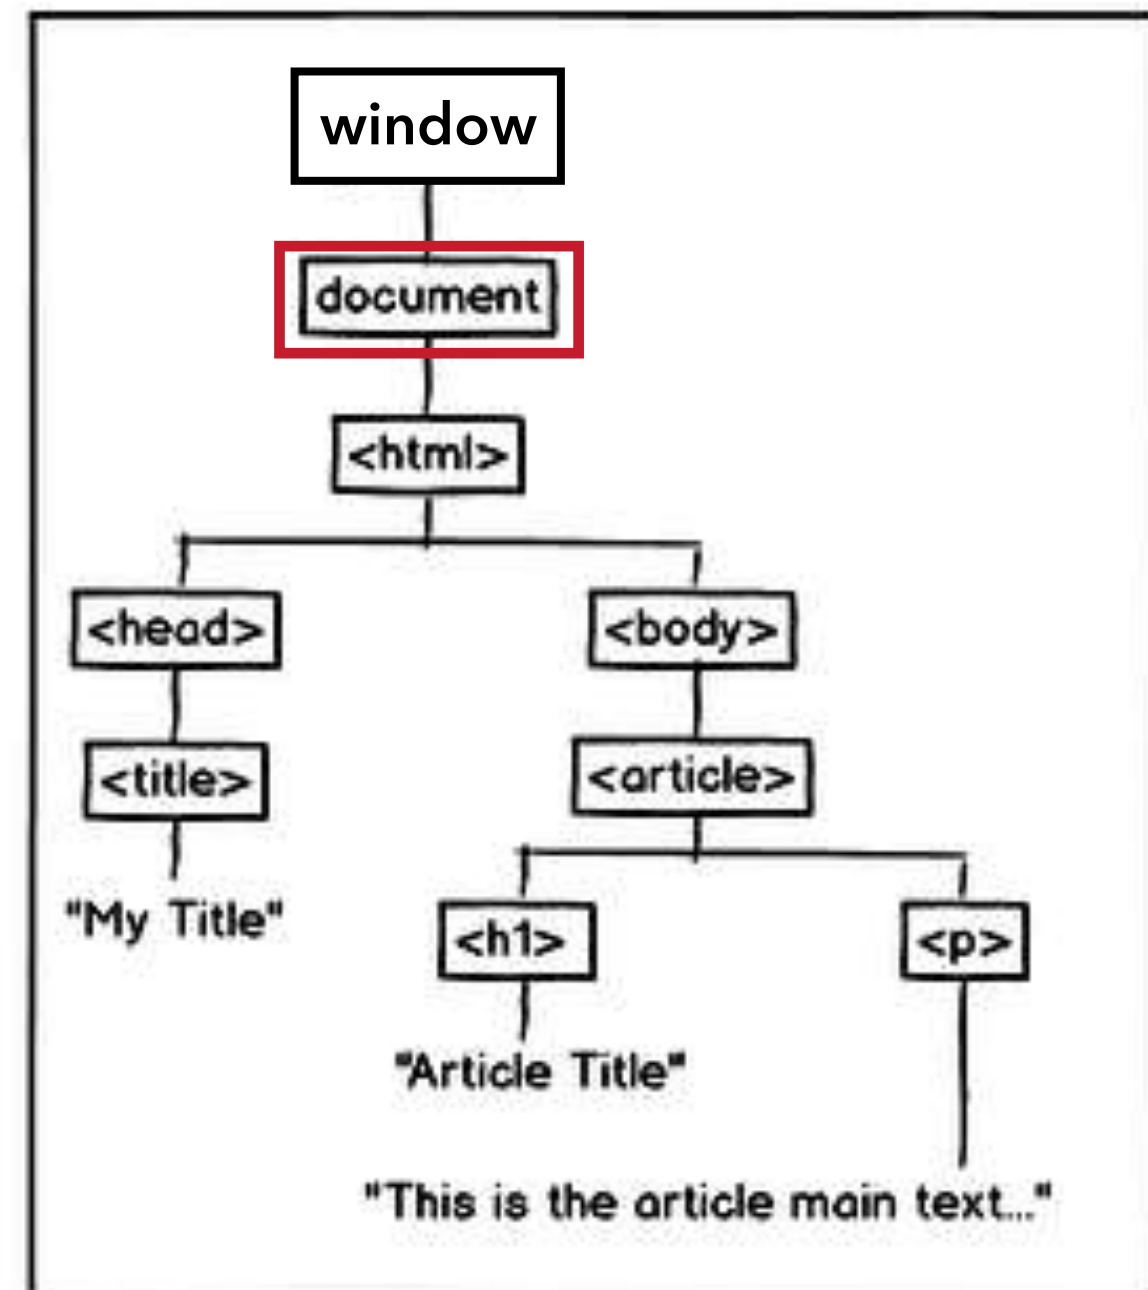 window
document
<html>
<head> <body>
<title> <article>
"My Title" <h1> <p>
"Article Title"
"This is the article main text..."